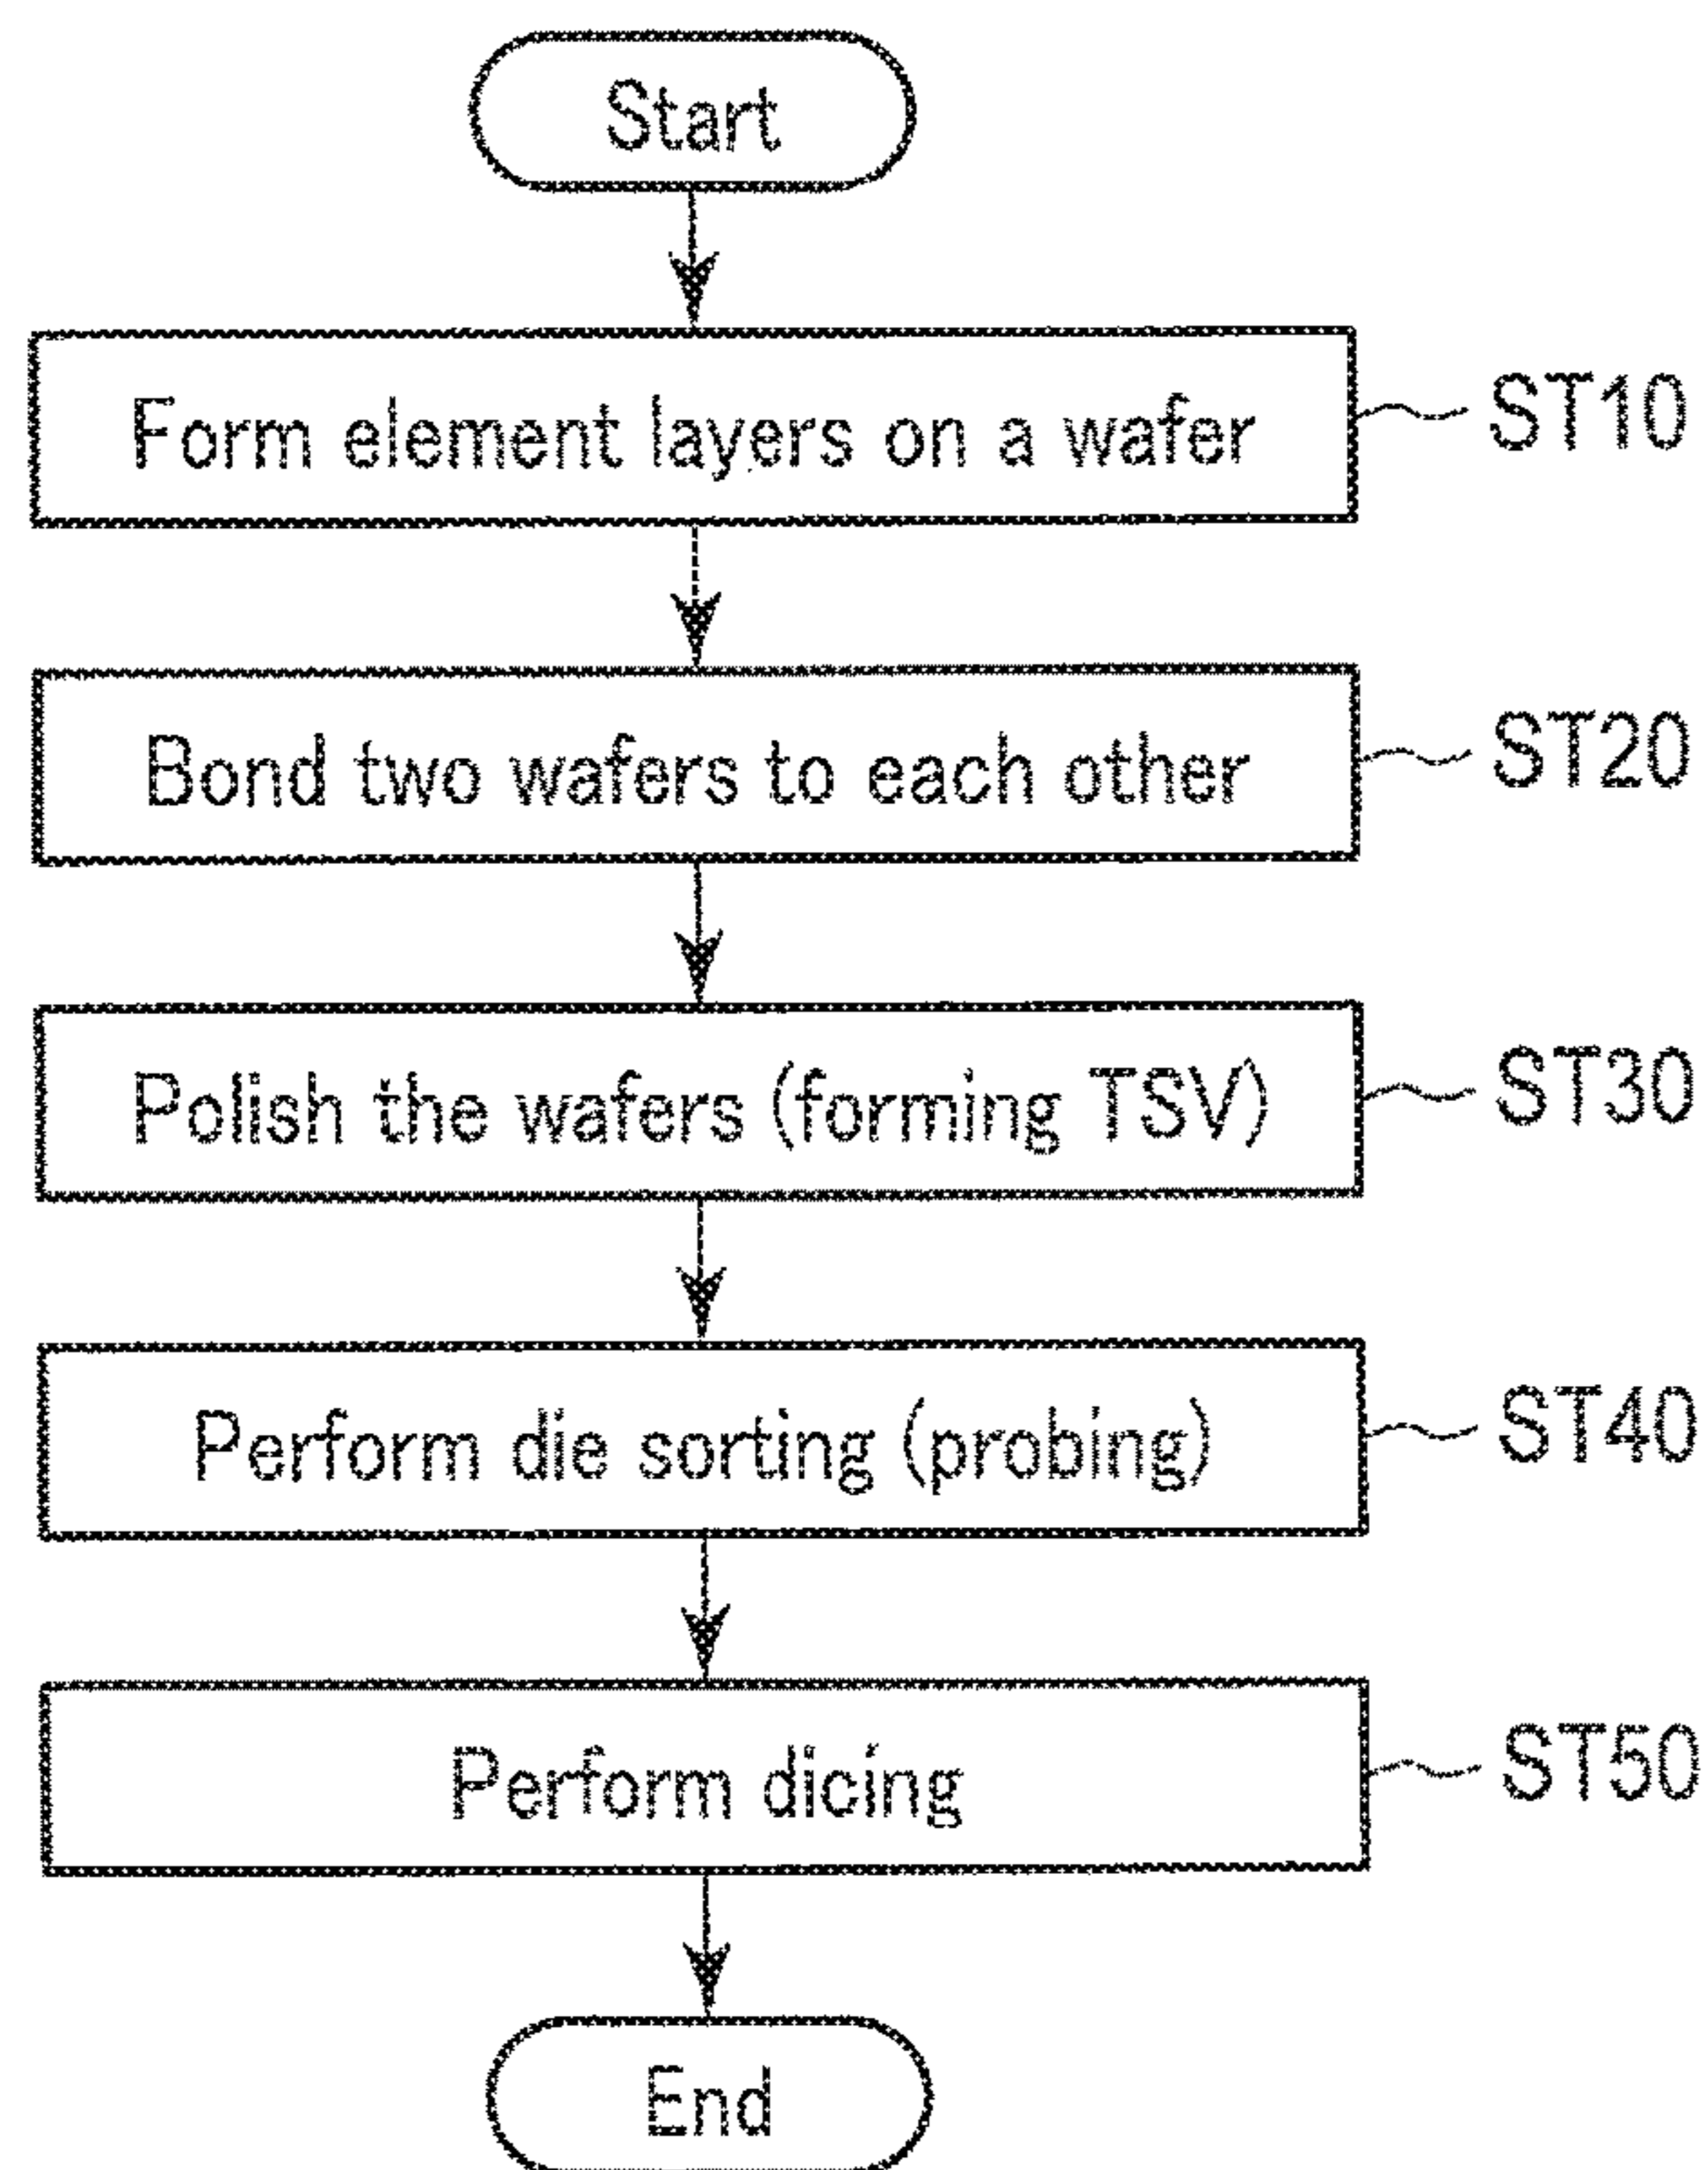 Start
Form element layers on a wafer
ST10
Bond two wafers to each other
ST20
Polish the wafers (forming TSV)
ST30
Perform die sorting (probing)
ST40
Perform dicing
ST50
End